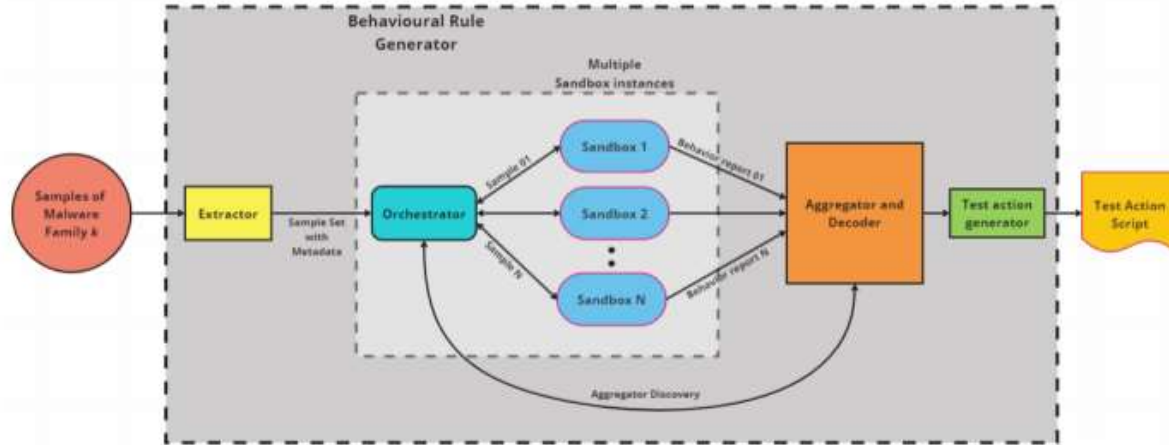 Behavioural Rule
Generator
Multiple
Sandbox instances
Samples of
Malware
Family k
Extractor
Sample Set
with
Metadata
Orchestrator
Sample 01
Sample N
Sandbox 1
Sandbox 2
Sandbox N
Behavior report 01
Behavior report N
Aggregator and
Decoder
Test action
generator
Test Action
Script
Aggregator Discovery